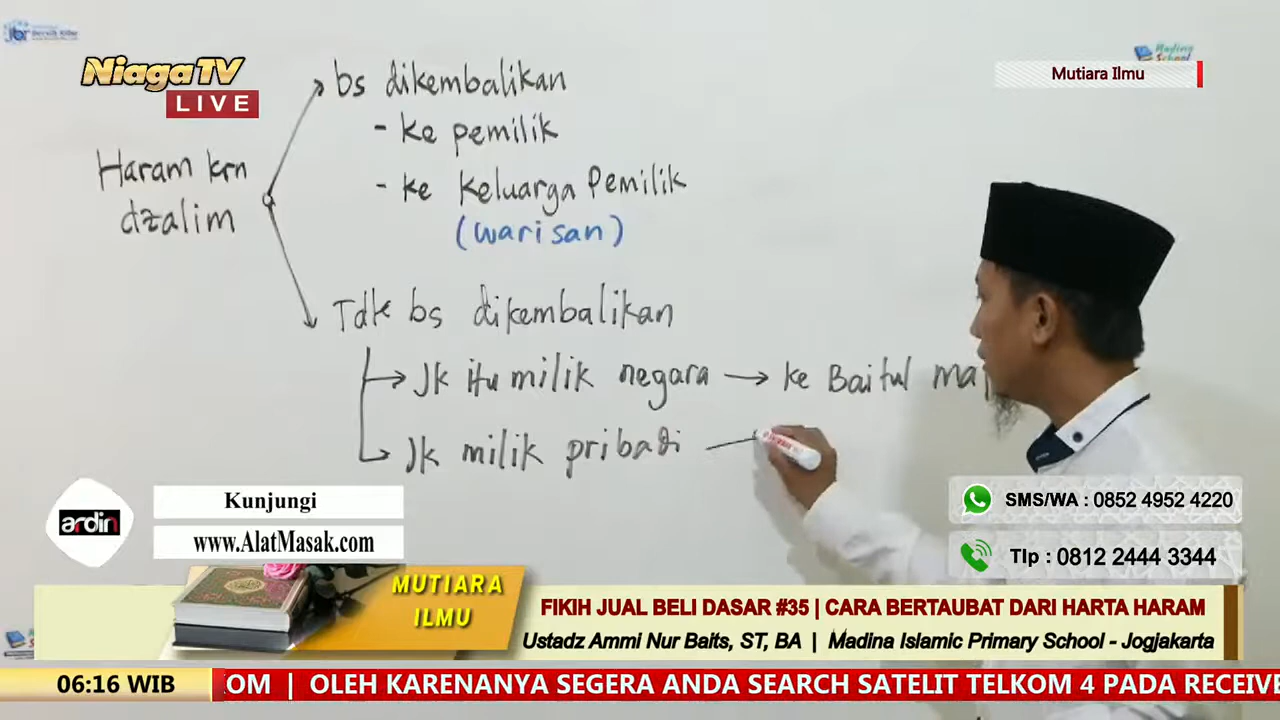 NiagaTV
LIVE
Mutiara Ilmu
Madina
School
bs dikembalikan
- ke pemilik
- ke keluarga Pemilik
(warisan)
Haram krn
dzalim
Tdk bs dikembalikan
Jk itu milik negara → ke Baitul
Jk milik pribadi
ardin
Kunjungi
www.AlatMasak.com
SMS/WA : 0852 4952 4220
Tlp : 0812 2444 3344
MUTIARA
ILMU
FIKIH JUAL BELI DASAR #35 | CARA BERTAUBAT DARI HARTA HARAM
Ustadz Ammi Nur Baits, ST, BA | Madina Islamic Primary School - Jogjakarta
06:16 WIB
OM | OLEH KARENANYA SEGERA ANDA SEARCH SATELIT TELKOM 4 PADA RECEIVE